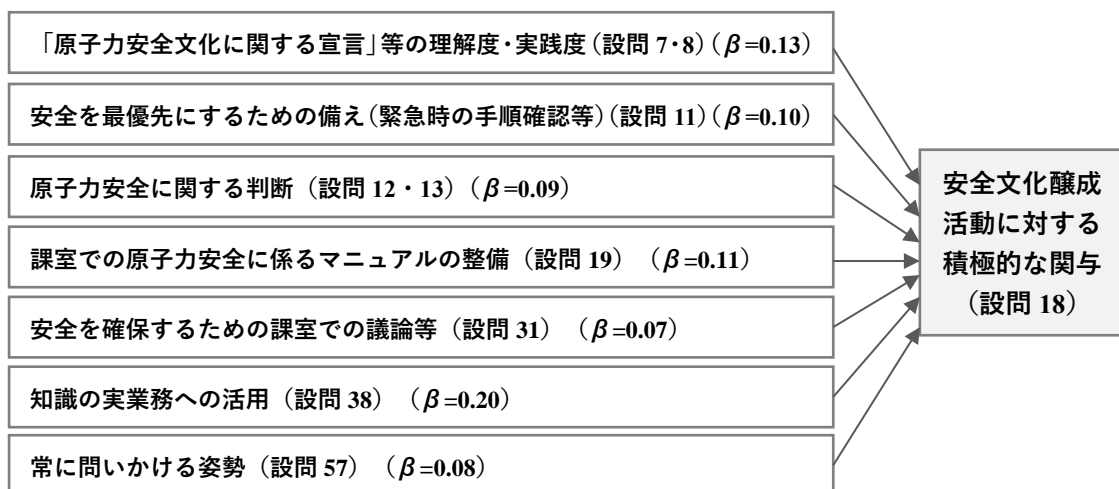 「原子力安全文化に関する宣言」等の理解度・実践度(設問 7・8)(β=0.13)
安全を最優先にするための備え(緊急時の手順確認等)(設問 11)(β=0.10)
原子力安全に関する判断（設問 12・13）(β=0.09)
課室での原子力安全に係るマニュアルの整備（設問 19）（β=0.11)
安全を確保するための課室での議論等（設問 31）（β=0.07)
知識の実業務への活用（設問 38）（β=0.20)
常に問いかける姿勢（設問 57）（β=0.08)
安全文化醸成
活動に対する
積極的な関与
（設問 18）